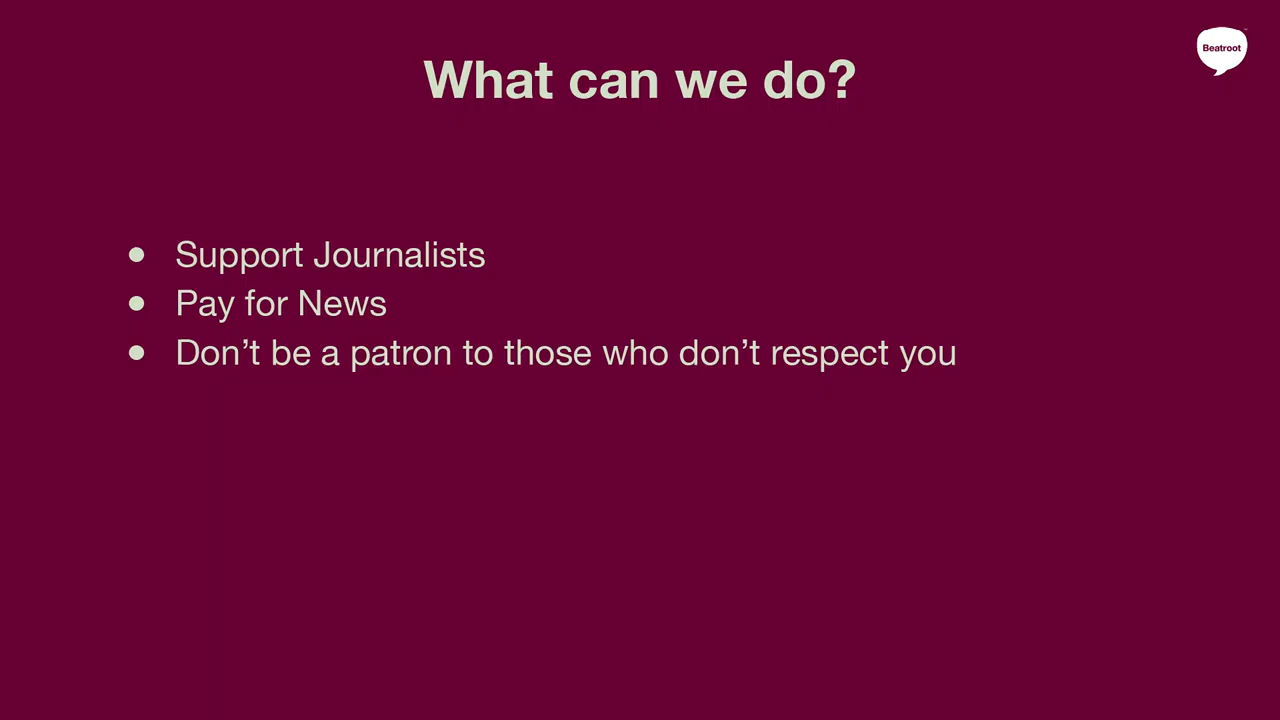 Beatroot
What can we do?
● Support Journalists
● Pay for News
● Don’t be a patron to those who don’t respect you